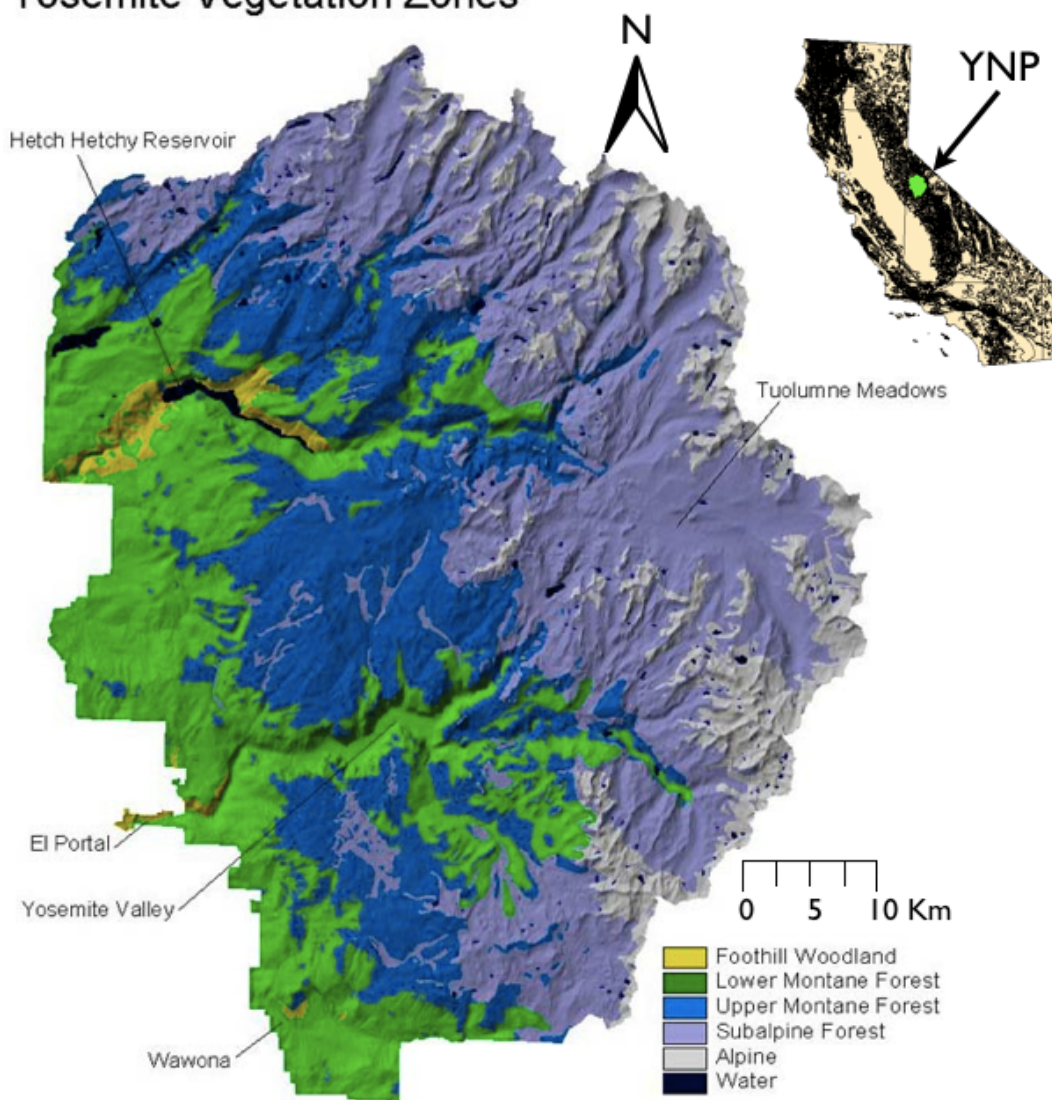 Yosemite Vegetation Zones
N
YNP
Hetch Hetchy Reservoir
Tuolumne Meadows
El Portal
Yosemite Valley
Wawona
0 5 10 Km
Foothill Woodland
Lower Montane Forest
Upper Montane Forest
Subalpine Forest
Alpine
Water